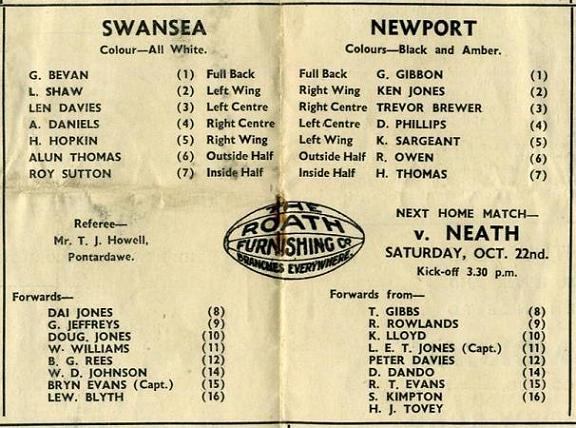 SWANSEA
Colour—All White.
G. BEVAN (1) Full Back
L. SHAW (2) Left Wing
LEN DAVIES (3) Left Centre
A. DANIELS (4) Right Centre
H. HOPKIN (5) Right Wing
ALUN THOMAS (6) Outside Half
ROY SUTTON (7) Inside Half
NEWPORT
Colours—Black and Amber.
Full Back G. GIBBON (1)
Right Wing KEN JONES (2)
Right Centre TREVOR BREWER (3)
Left Centre D. PHILLIPS (4)
Left Wing K. SARGEANT (5)
Outside Half R. OWEN (6)
Inside Half H. THOMAS (7)
Referee—
Mr. T. J. Howell,
Pontardawe.
THE
ROATH
FURNISHING Co
BRANCHES EVERYWHERE.
NEXT HOME MATCH—
v. NEATH
SATURDAY, OCT. 22nd.
Kick-off 3.30 p.m.
Forwards—
DAI JONES (8)
G. JEFFREYS (9)
DOUG. JONES (10)
W. WILLIAMS (11)
B. G. REES (12)
W. D. JOHNSON (14)
BRYN EVANS (Capt.) (15)
LEW. BLYTH (16)
Forwards from—
T. GIBBS (8)
R. ROWLANDS (9)
K. LLOYD (10)
L. E. T. JONES (Capt.) (11)
PETER DAVIES (12)
D. DANDO (14)
R. T. EVANS (15)
S. KIMPTON (16)
H. J. TOVEY